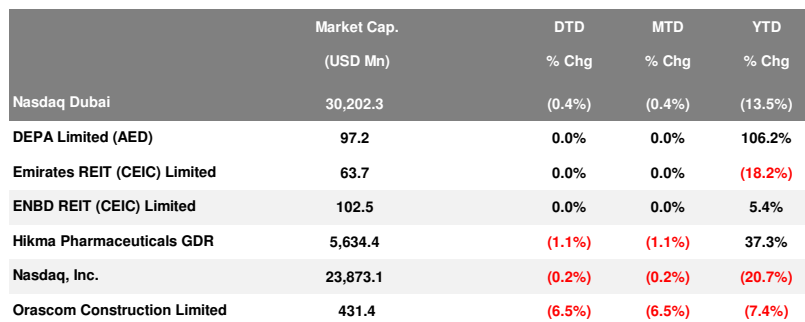 Market Cap. DTD MTD YTD
(USD Mn) % Chg % Chg % Chg
Nasdaq Dubai 30,202.3 (0.4%) (0.4%) (13.5%)
DEPA Limited (AED) 97.2 0.0% 0.0% 106.2%
Emirates REIT (CEIC) Limited 63.7 0.0% 0.0% (18.2%)
ENBD REIT (CEIC) Limited 102.5 0.0% 0.0% 5.4%
Hikma Pharmaceuticals GDR 5,634.4 (1.1%) (1.1%) 37.3%
Nasdaq, Inc. 23,873.1 (0.2%) (0.2%) (20.7%)
Orascom Construction Limited 431.4 (6.5%) (6.5%) (7.4%)